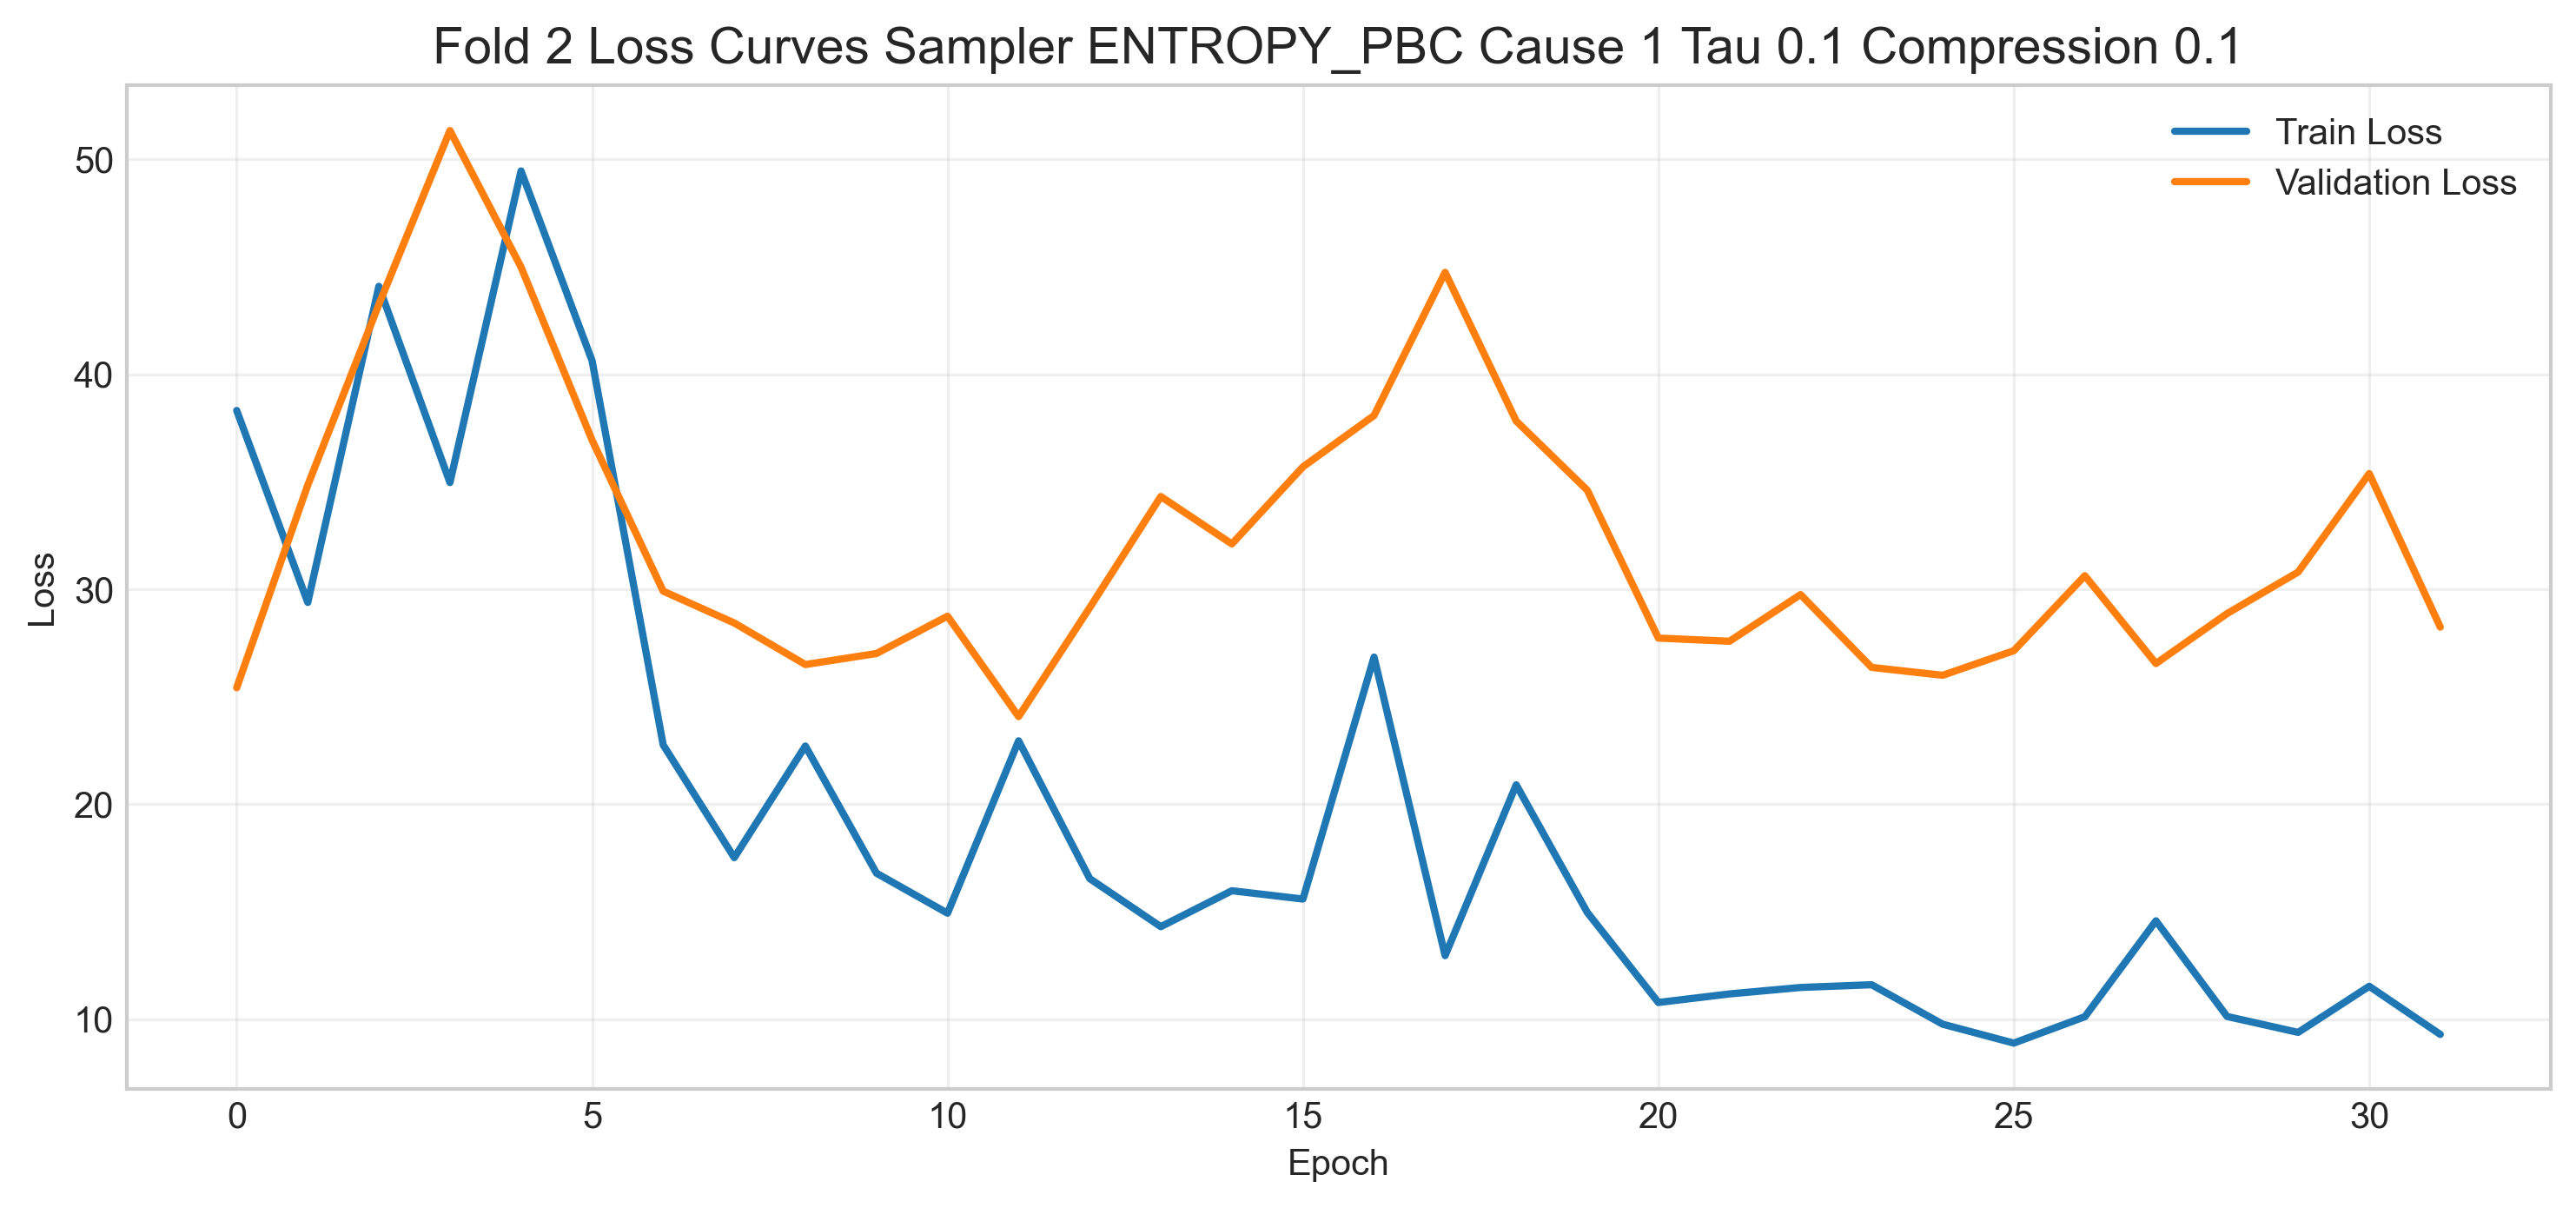 Fold 2 Loss Curves Sampler ENTROPY_PBC Cause 1 Tau 0.1 Compression 0.1
Train Loss
Validation Loss
50
40
30
20
10
Loss
0 5 10 15 20 25 30
Epoch